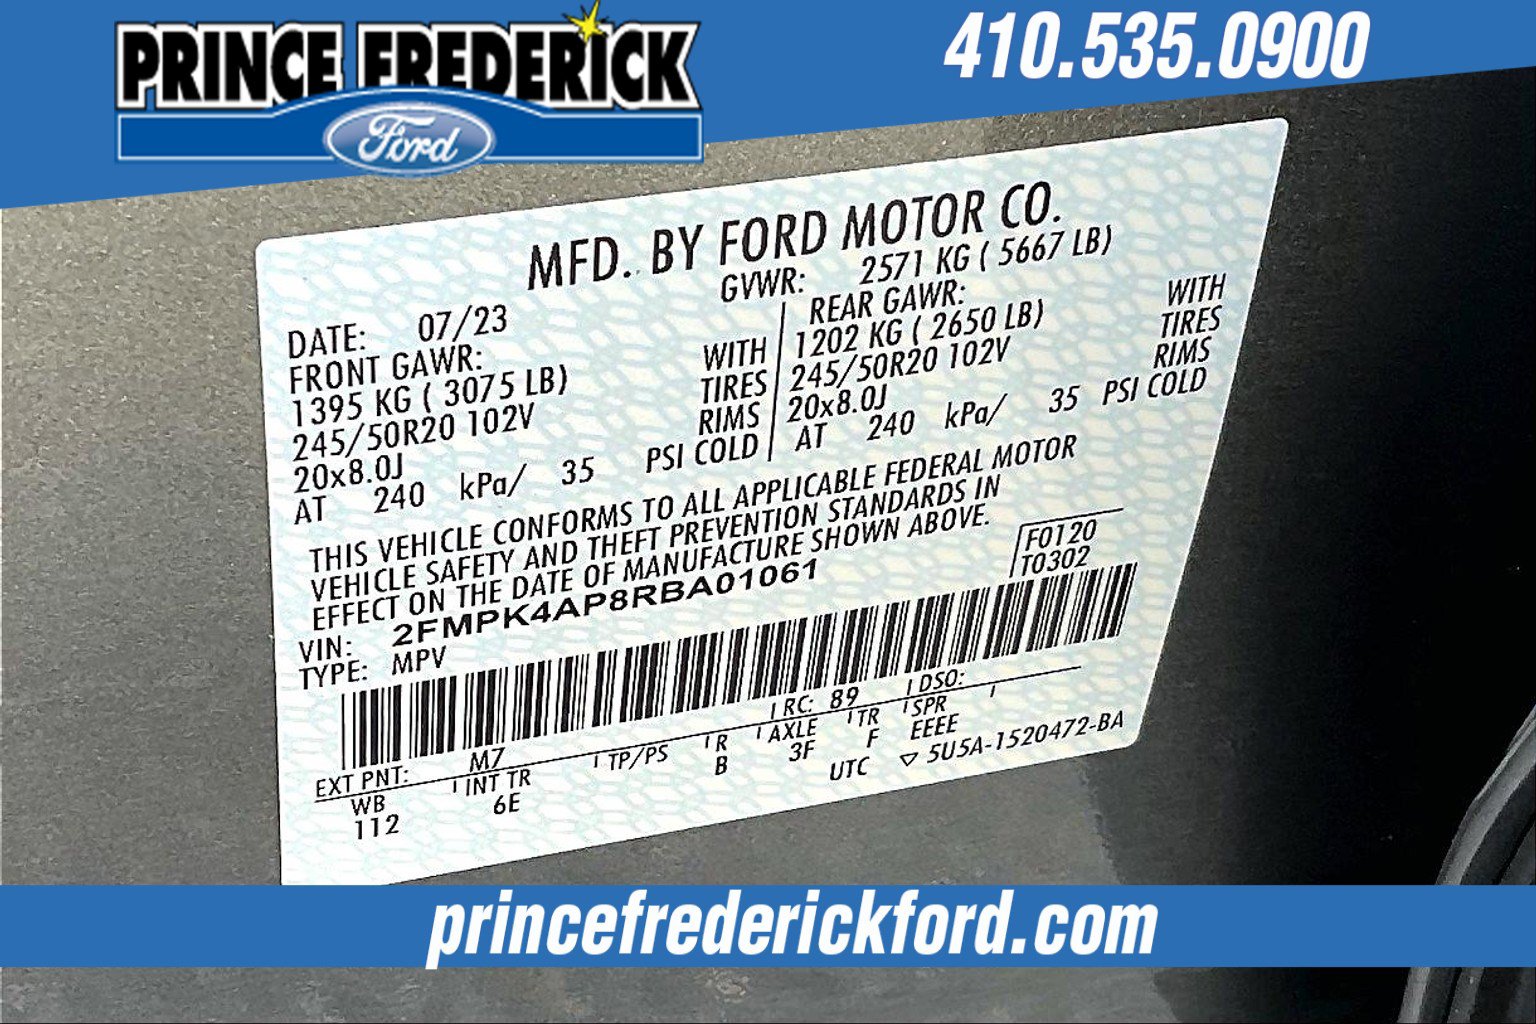 PRINCE FREDERICK
Ford
410.535.0900
MFD. BY FORD MOTOR CO.
DATE: 07/23 GVWR: 2571 KG ( 5667 LB)
FRONT GAWR: REAR GAWR:
1395 KG ( 3075 LB) WITH 1202 KG ( 2650 LB) WITH
245/50R20 102V TIRES 245/50R20 102V TIRES
20x8.0J RIMS 20x8.0J RIMS
AT 240 kPa/ 35 PSI COLD AT 240 kPa/ 35 PSI COLD
THIS VEHICLE CONFORMS TO ALL APPLICABLE FEDERAL MOTOR
VEHICLE SAFETY AND THEFT PREVENTION STANDARDS IN
EFFECT ON THE DATE OF MANUFACTURE SHOWN ABOVE.
F0120
T0302
VIN: 2FMPK4AP8RBA01061
TYPE: MPV
EXT PNT: M7 RC: 89 DSO:
WB INT TR TP/PS R AXLE TR SPR
112 6E B 3F F EEEE
UTC ▽ 5U5A-1520472-BA
princefrederickford.com